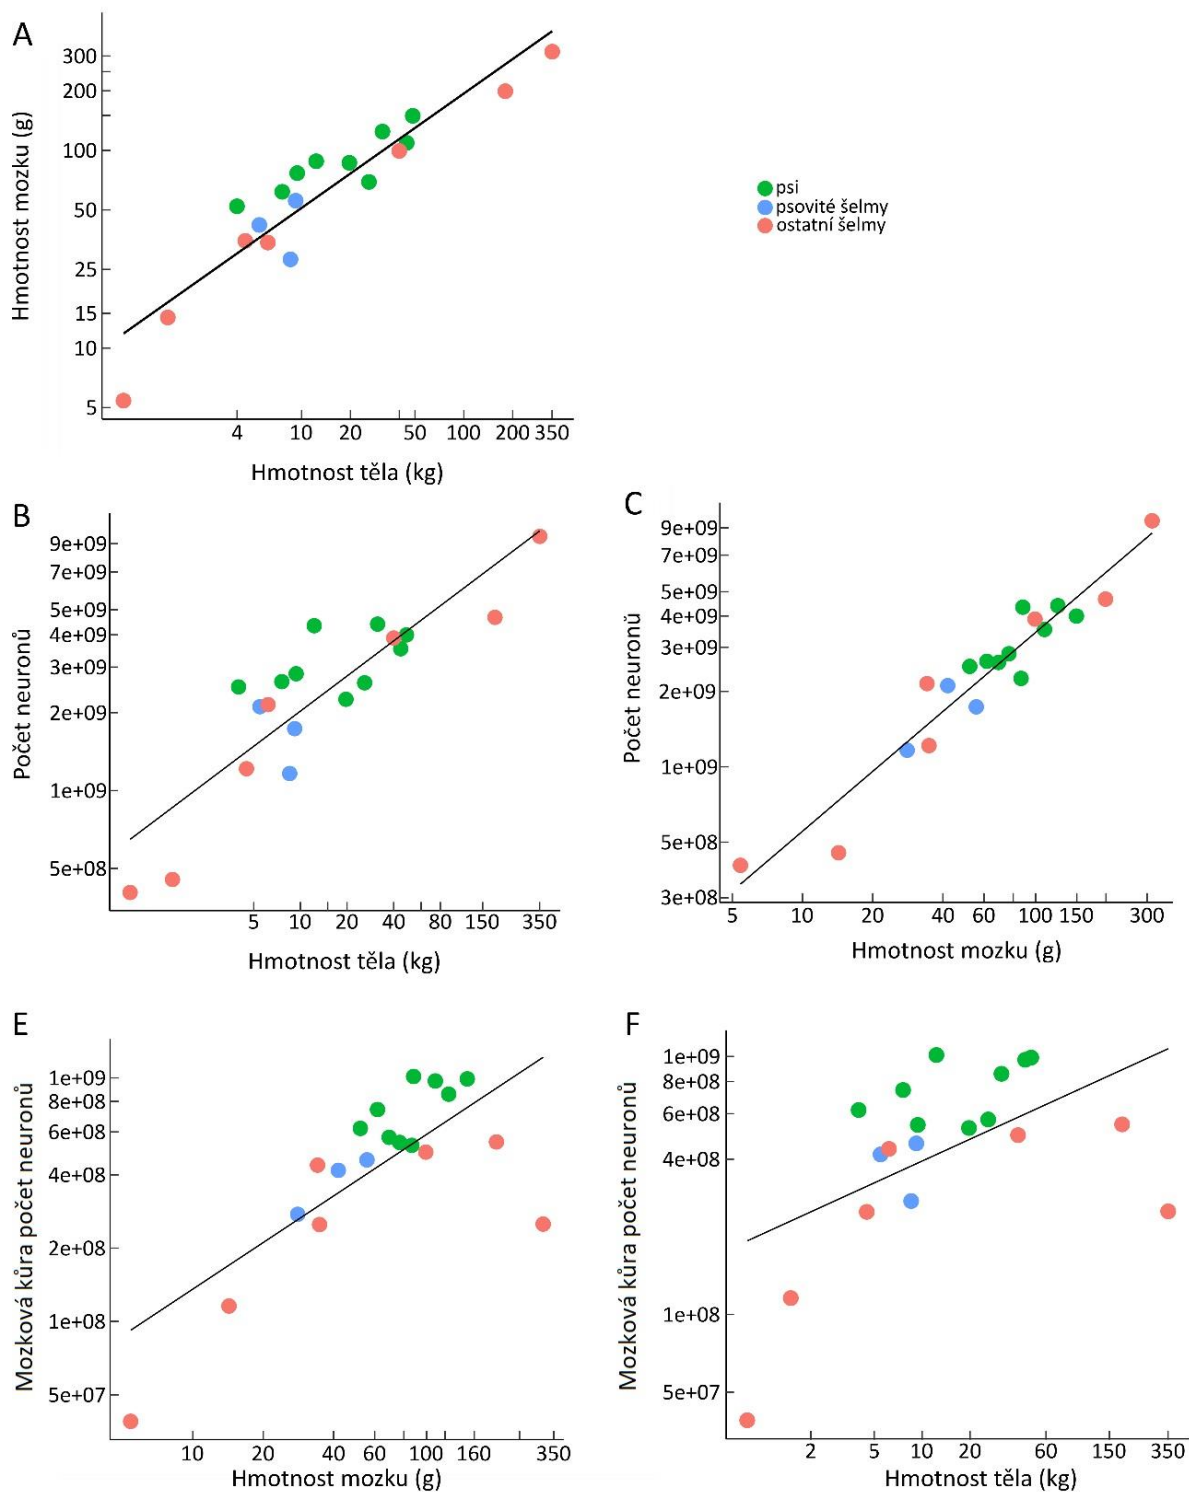 A
Hmotnost mozku (g)
300
200
100
50
25
15
10
5
4 10 20 50 100 200 350
Hmotnost těla (kg)
psi
psovité šelmy
ostatní šelmy
B
Počet neuronů
9e+09
7e+09
5e+09
4e+09
3e+09
2e+09
1e+09
5e+08
5 10 20 40 80 150 350
Hmotnost těla (kg)
C
Počet neuronů
9e+09
7e+09
5e+09
4e+09
3e+09
2e+09
1e+09
5e+08
3e+08
5 10 20 40 60 100 150 300
Hmotnost mozku (g)
E
Mozková kůra počet neuronů
1e+09
8e+08
6e+08
4e+08
2e+08
1e+08
5e+07
10 20 40 60 100 160 350
Hmotnost mozku (g)
F
Mozková kůra počet neuronů
1e+09
8e+08
6e+08
4e+08
1e+08
5e+07
2 5 10 20 60 150 350
Hmotnost těla (kg)